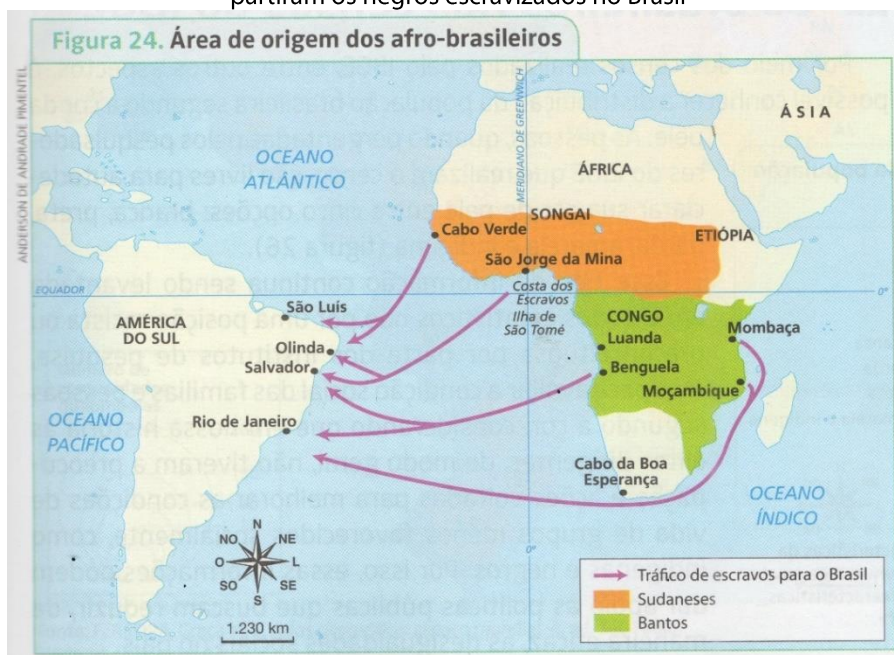 partiram os negros escravizados no Brasil
Figura 24. Área de origem dos afro-brasileiros
ANDERSON DE ANDRADE PIMENTEL
MERIDIANO DE GREENWICH
ÁSIA
OCEANO
ATLÂNTICO
ÁFRICA
SONGAI
Cabo Verde
ETIÓPIA
São Jorge da Mina
EQUADOR
0°
Costa dos
Escravos
São Luís
Ilha de
São Tomé
CONGO
AMÉRICA
DO SUL
Mombaça
Luanda
Olinda
Salvador
Benguela
Moçambique
OCEANO
PACÍFICO
Rio de Janeiro
Cabo da Boa
Esperança
OCEANO
ÍNDICO
0°
N
NO
NE
O
L
SO
SE
S
1.230 km
Tráfico de escravos para o Brasil
Sudaneses
Bantos